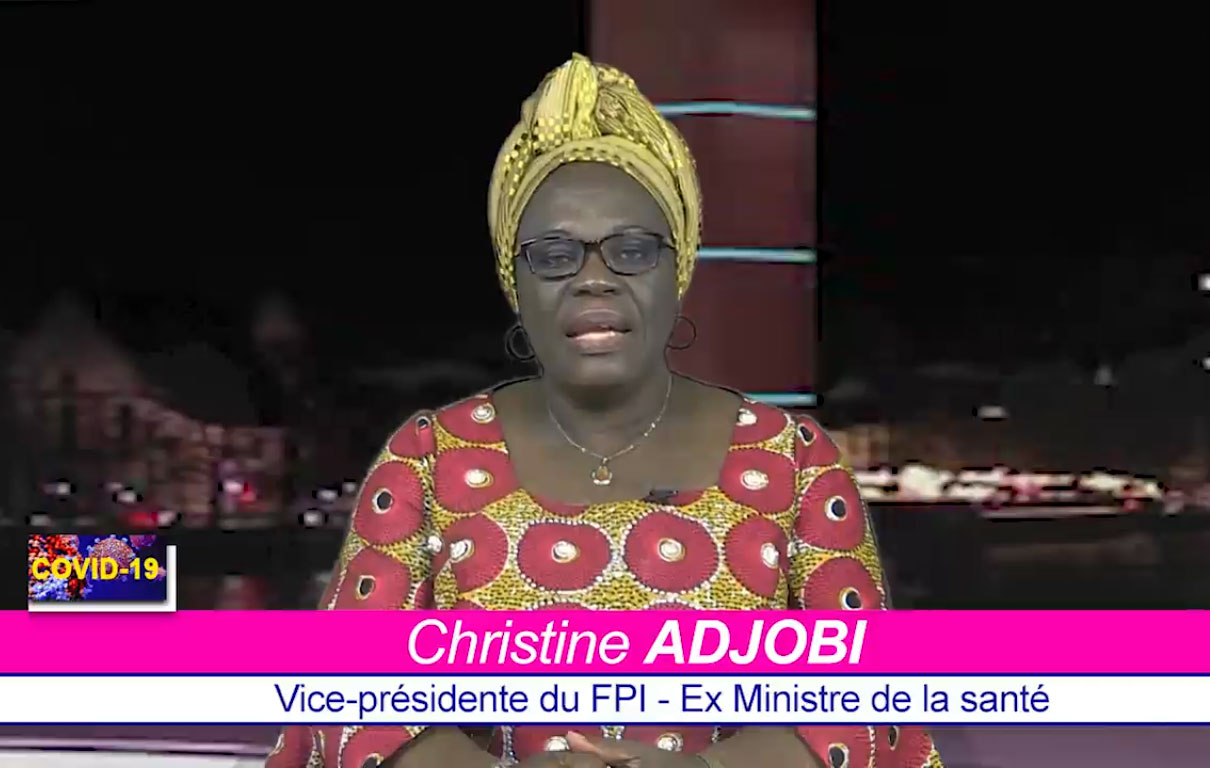 COVID-19
Christine ADJOBI
Vice-présidente du FPI - Ex Ministre de la santé